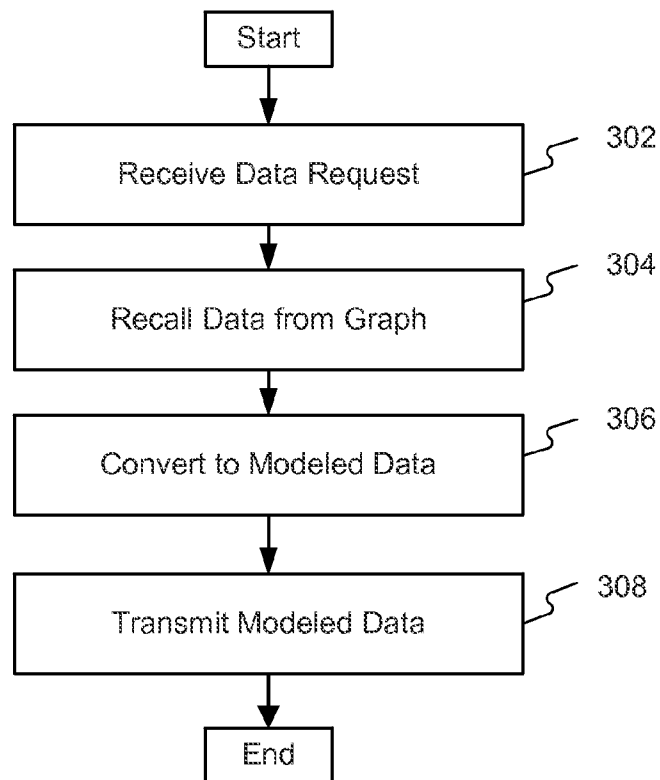 Start
302
Receive Data Request
304
Recall Data from Graph
306
Convert to Modeled Data
308
Transmit Modeled Data
End